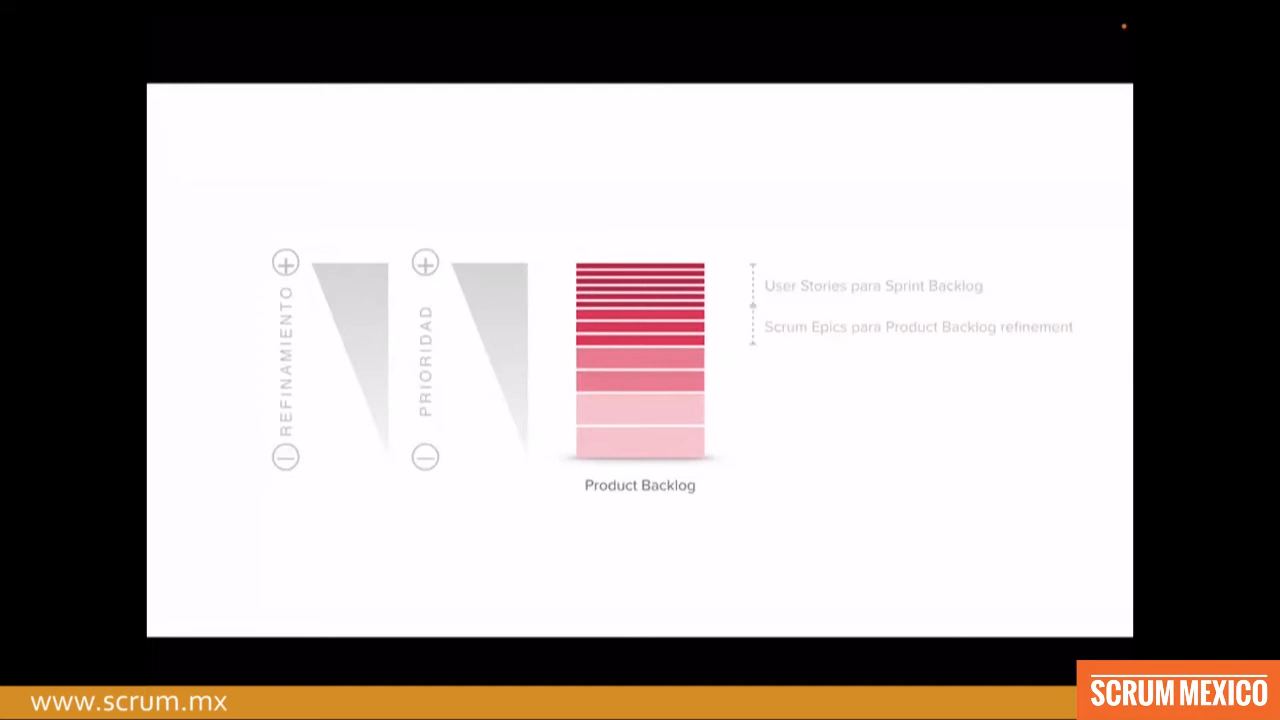 REFINAMIENTO
PRIORIDAD
User Stories para Sprint Backlog
Scrum Epics para Product Backlog refinement
Product Backlog
www.scrum.mx
SCRUM MEXICO